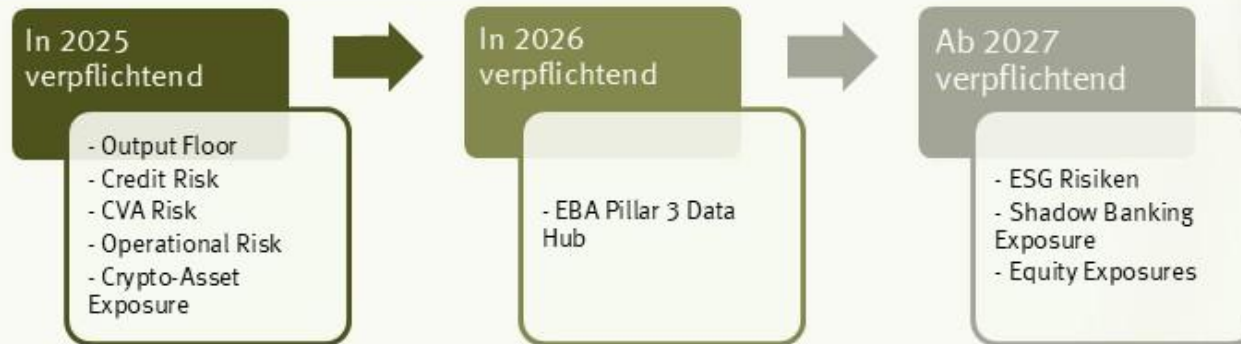 In 2025
verpflichtend
- Output Floor
- Credit Risk
- CVA Risk
- Operational Risk
- Crypto-Asset
Exposure
In 2026
verpflichtend
- EBA Pillar 3 Data
Hub
Ab 2027
verpflichtend
- ESG Risiken
- Shadow Banking
Exposure
- Equity Exposures